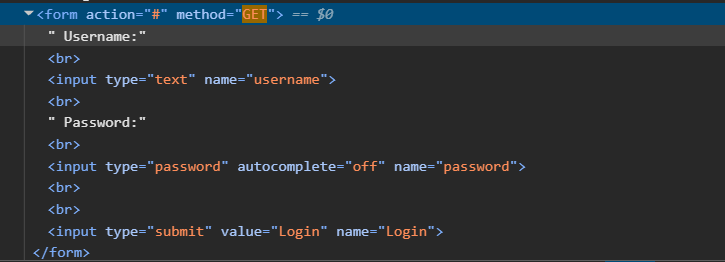 <form action="#" method="GET"> == $0
" Username:"
<br>
<input type="text" name="username">
<br>
" Password:"
<br>
<input type="password" autocomplete="off" name="password">
<br>
<br>
<input type="submit" value="Login" name="Login">
</form>